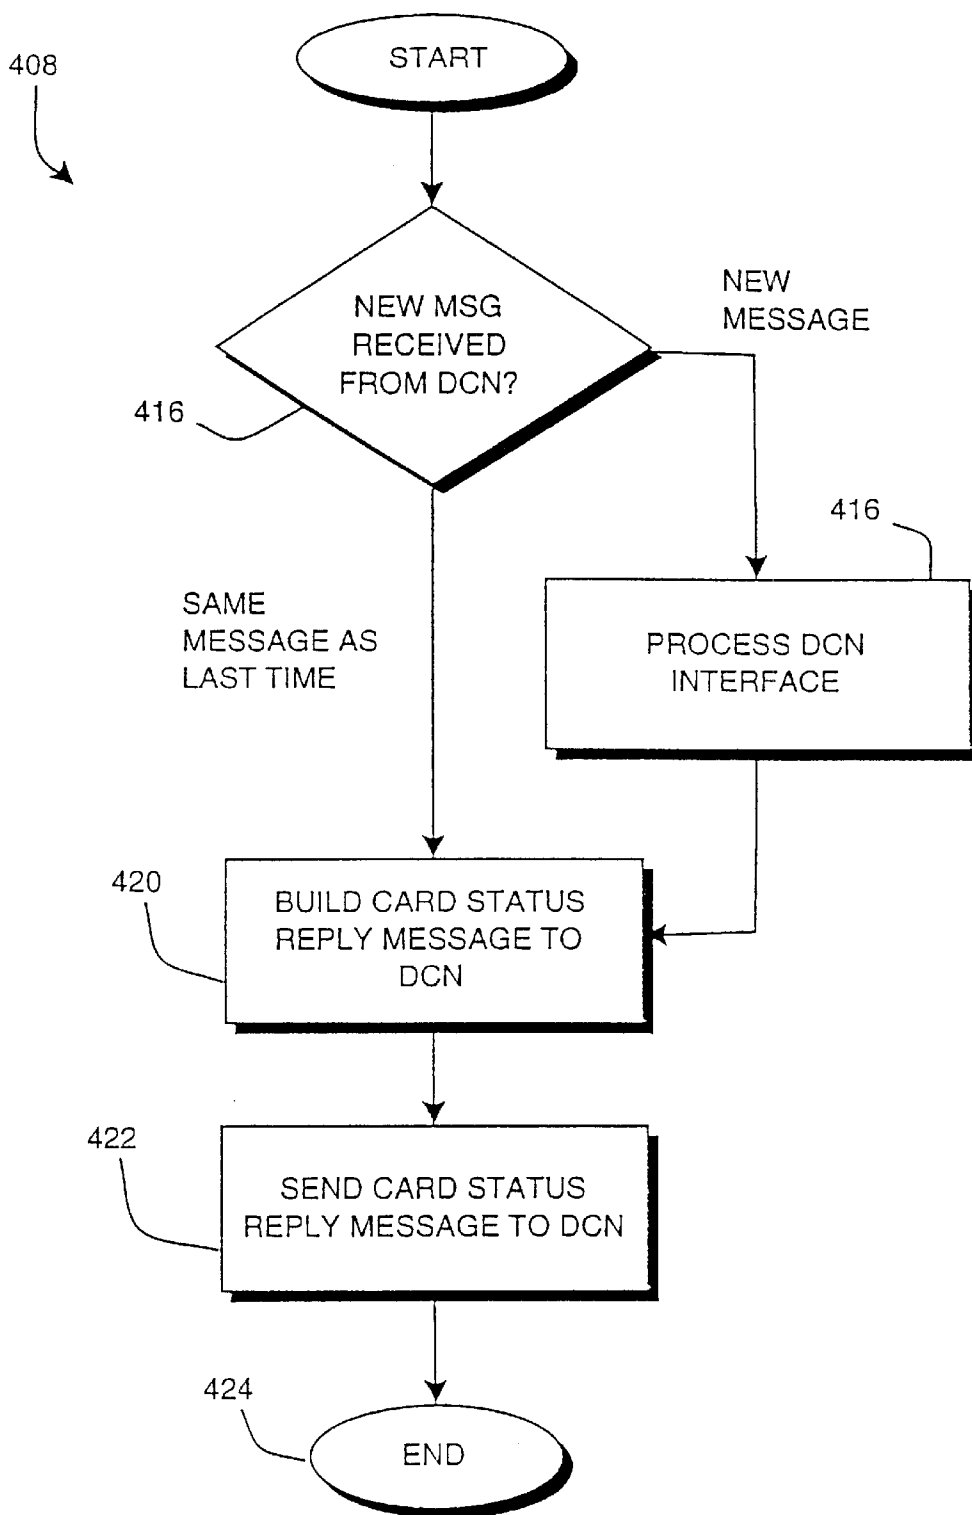 START
408
NEW MSG
RECEIVED
FROM DCN?
NEW
MESSAGE
416
416
SAME
MESSAGE AS
LAST TIME
PROCESS DCN
INTERFACE
420
BUILD CARD STATUS
REPLY MESSAGE TO
DCN
422
SEND CARD STATUS
REPLY MESSAGE TO DCN
424
END